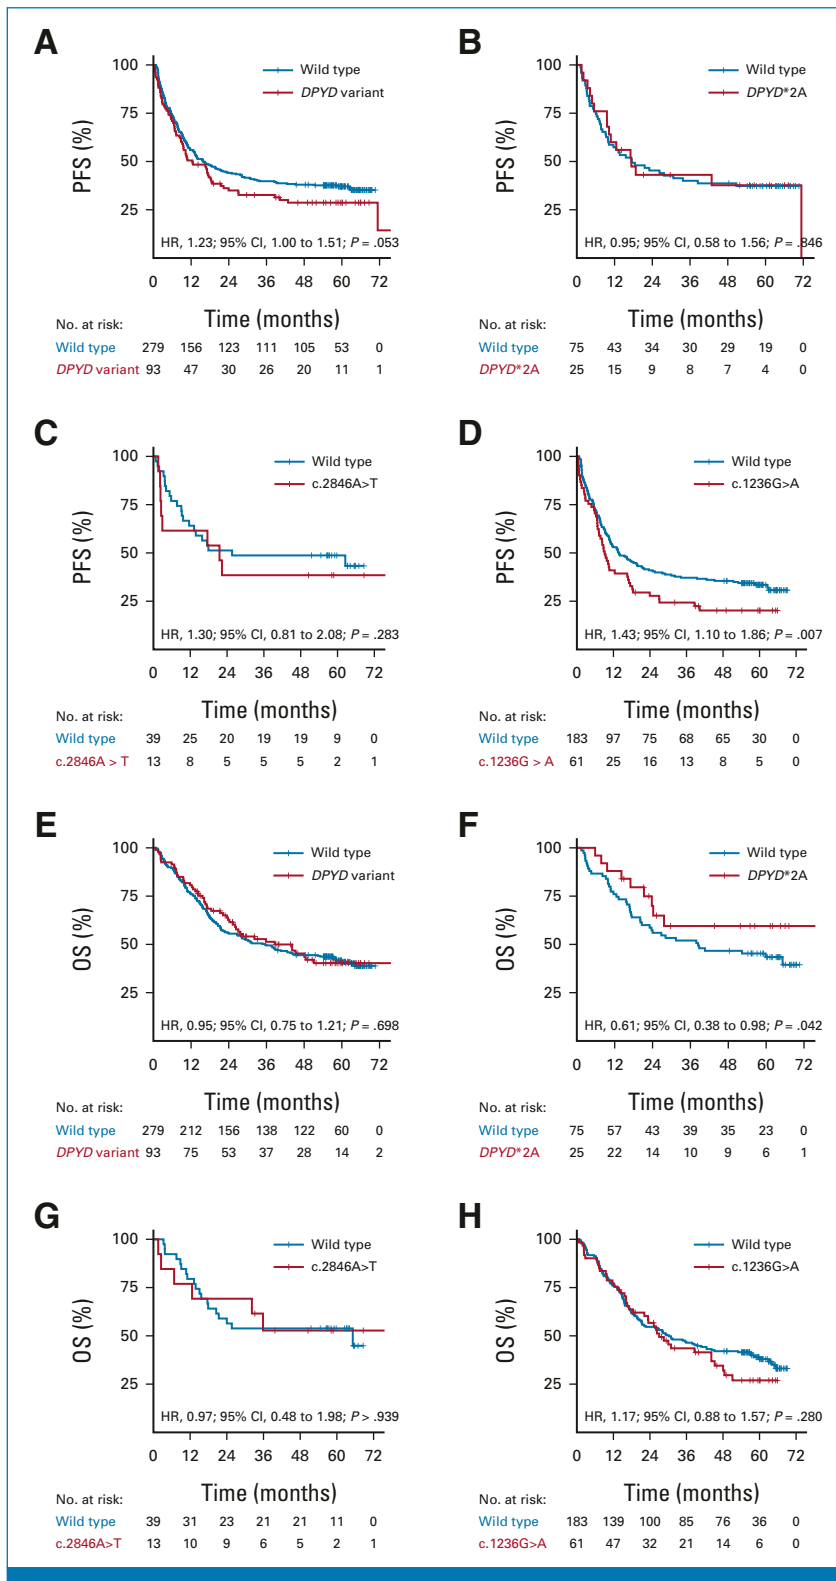 A
100
75
50
25
PFS (%)
Wild type
DPYD variant
HR, 1.23; 95% CI, 1.00 to 1.51; P = .053
0 12 24 36 48 60 72
Time (months)
No. at risk:
Wild type 279 156 123 111 105 53 0
DPYD variant 93 47 30 26 20 11 1
B
100
75
50
25
PFS (%)
Wild type
DPYD*2A
HR, 0.95; 95% CI, 0.58 to 1.56; P = .846
0 12 24 36 48 60 72
Time (months)
No. at risk:
Wild type 75 43 34 30 29 19 0
DPYD*2A 25 15 9 8 7 4 0
C
100
75
50
25
PFS (%)
Wild type
c.2846A>T
HR, 1.30; 95% CI, 0.81 to 2.08; P = .283
0 12 24 36 48 60 72
Time (months)
No. at risk:
Wild type 39 25 20 19 19 9 0
c.2846A > T 13 8 5 5 5 2 1
D
100
75
50
25
PFS (%)
Wild type
c.1236G>A
HR, 1.43; 95% CI, 1.10 to 1.86; P = .007
0 12 24 36 48 60 72
Time (months)
No. at risk:
Wild type 183 97 75 68 65 30 0
c.1236G > A 61 25 16 13 8 5 0
E
100
75
50
25
OS (%)
Wild type
DPYD variant
HR, 0.95; 95% CI, 0.75 to 1.21; P = .698
0 12 24 36 48 60 72
Time (months)
No. at risk:
Wild type 279 212 156 138 122 60 0
DPYD variant 93 75 53 37 28 14 2
F
100
75
50
25
OS (%)
Wild type
DPYD*2A
HR, 0.61; 95% CI, 0.38 to 0.98; P = .042
0 12 24 36 48 60 72
Time (months)
No. at risk:
Wild type 75 57 43 39 35 23 0
DPYD*2A 25 22 14 10 9 6 1
G
100
75
50
25
OS (%)
Wild type
c.2846A>T
HR, 0.97; 95% CI, 0.48 to 1.98; P > .939
0 12 24 36 48 60 72
Time (months)
No. at risk:
Wild type 39 31 23 21 21 11 0
c.2846A>T 13 10 9 6 5 2 1
H
100
75
50
25
OS (%)
Wild type
c.1236G>A
HR, 1.17; 95% CI, 0.88 to 1.57; P = .280
0 12 24 36 48 60 72
Time (months)
No. at risk:
Wild type 183 139 100 85 76 36 0
c.1236G>A 61 47 32 21 14 6 0